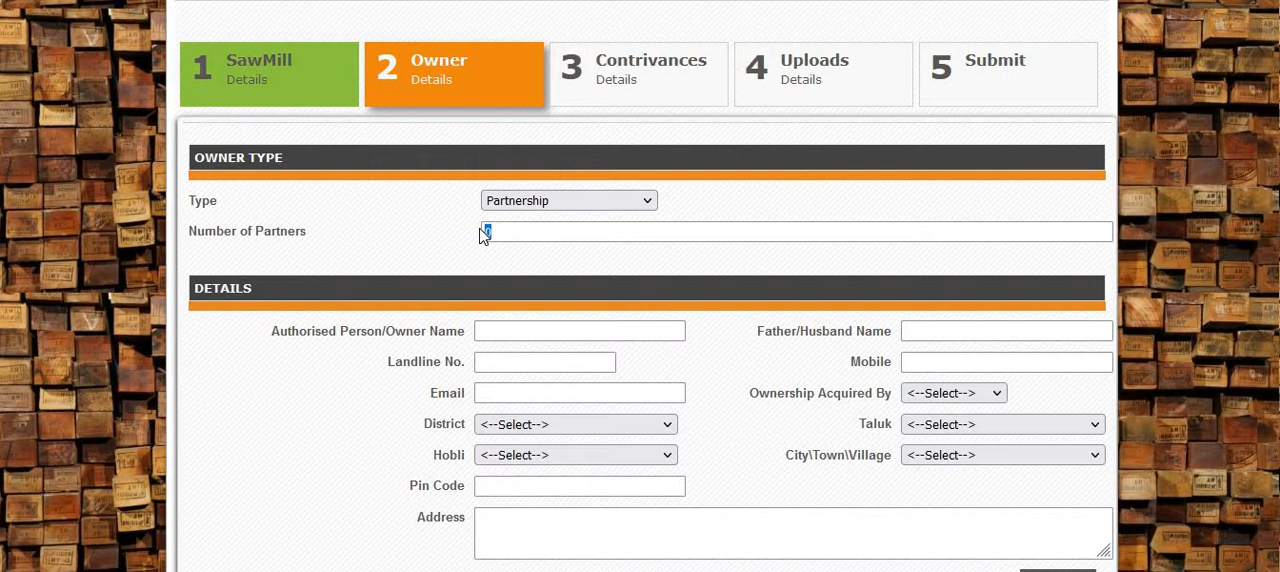 1 SawMill
Details
2 Owner
Details
3 Contrivances
Details
4 Uploads
Details
5 Submit
OWNER TYPE
Type Partnership
Number of Partners 0
DETAILS
Authorised Person/Owner Name Father/Husband Name
Landline No. Mobile
Email Ownership Acquired By <--Select-->
District <--Select--> Taluk <--Select-->
Hobli <--Select--> City\Town\Village <--Select-->
Pin Code
Address